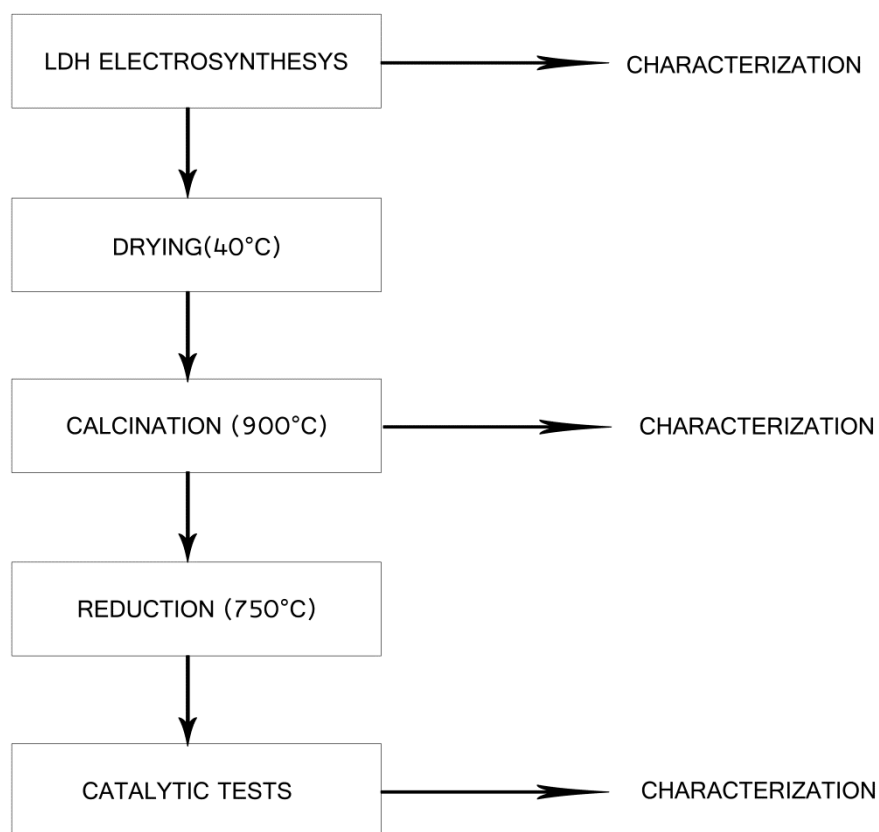 LDH ELECTROSYNTHESYS
CHARACTERIZATION
DRYING(40°C)
CALCINATION (900°C)
CHARACTERIZATION
REDUCTION (750°C)
CATALYTIC TESTS
CHARACTERIZATION